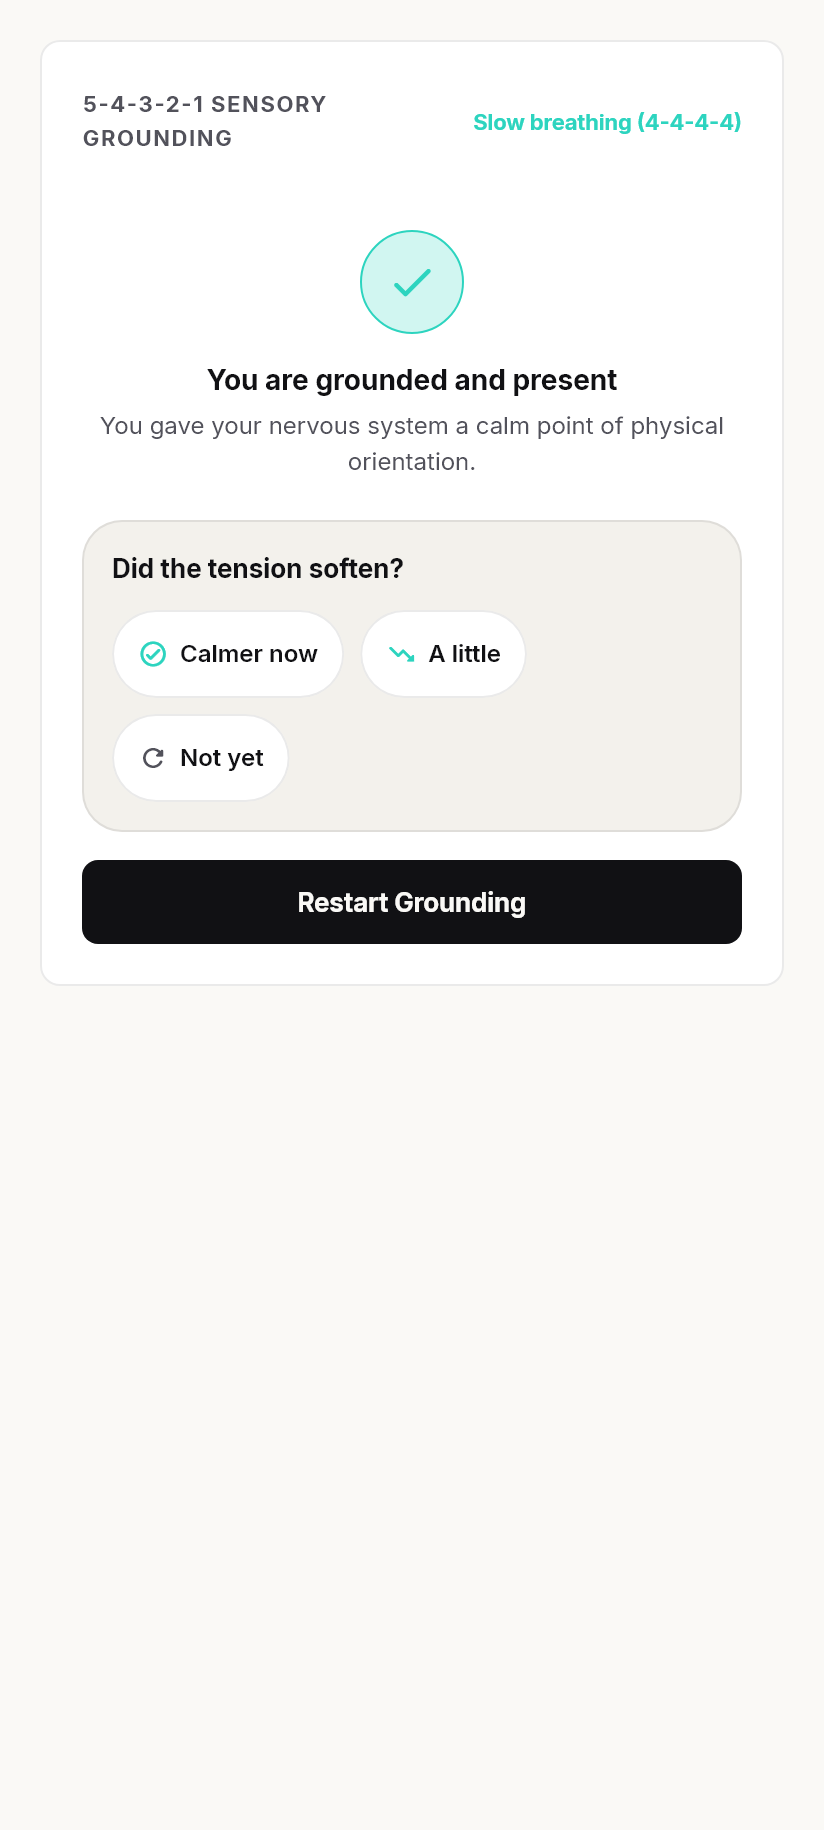 5-4-3-2-1 SENSORY
GROUNDING
Slow breathing (4-4-4-4)
You are grounded and present
You gave your nervous system a calm point of physical
orientation.
Did the tension soften?
Calmer now
A little
Not yet
Restart Grounding